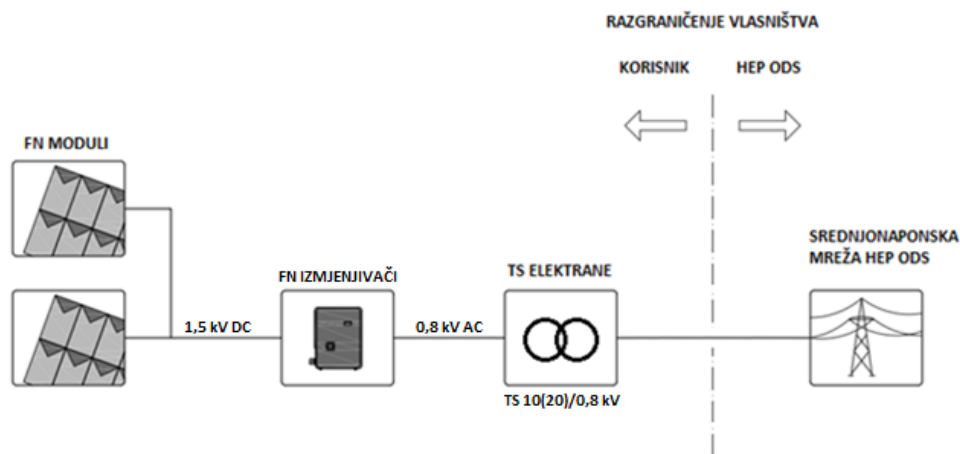 RAZGRANIČENJE VLASNIŠTVA
KORISNIK
HEP ODS
FN MODULI
SREDNJONAPONSKA
MREŽA HEP ODS
FN IZMJENJIVAČI
TS ELEKTRANE
1,5 kV DC
0,8 kV AC
TS 10(20)/0,8 kV